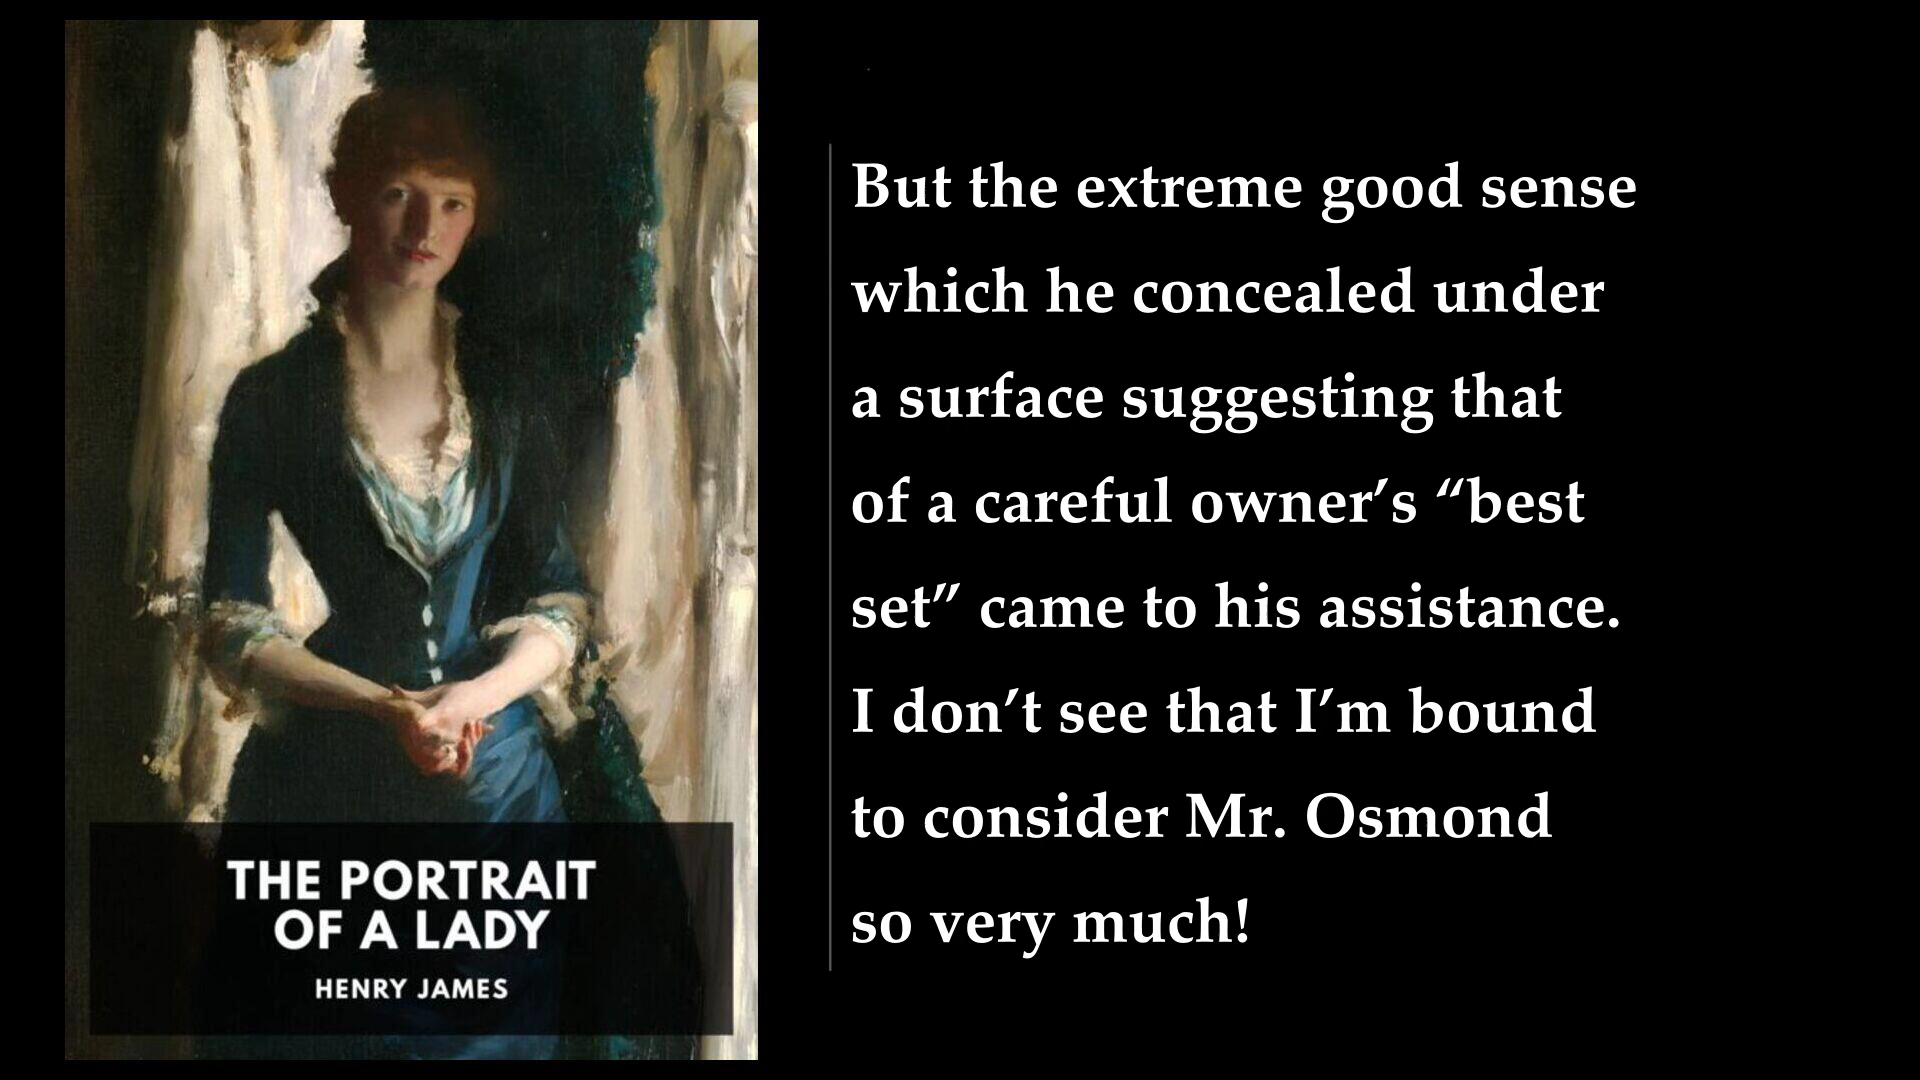 THE PORTRAIT
OF A LADY
HENRY JAMES
But the extreme good sense
which he concealed under
a surface suggesting that
of a careful owner’s “best
set” came to his assistance.
I don’t see that I’m bound
to consider Mr. Osmond
so very much!